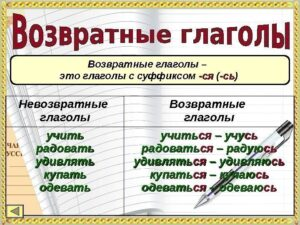 Возвратные глаголы
Возвратные глаголы –
это глаголы с суффиксом -ся (-сь)
Невозвратные глаголы
Возвратные глаголы
учить
учиться – учусь
радовать
радоваться – радуюсь
удивлять
удивляться – удивляюсь
купать
купаться – купаюсь
одевать
одеваться – одеваюсь